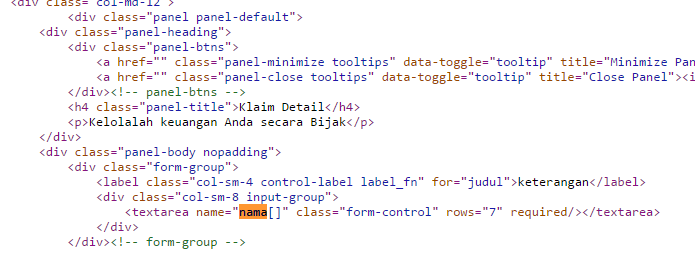 <div class="col-md-12">
<div class="panel panel-default">
<div class="panel-heading">
<div class="panel-btns">
<a href="" class="panel-minimize tooltips" data-toggle="tooltip" title="Minimize Pan
<a href="" class="panel-close tooltips" data-toggle="tooltip" title="Close Panel"><i
</div><!-- panel-btns -->
<h4 class="panel-title">Klaim Detail</h4>
<p>Kelolalah keuangan Anda secara Bijak</p>
</div>
<div class="panel-body nopadding">
<div class="form-group">
<label class="col-sm-4 control-label label_fn" for="judul">keterangan</label>
<div class="col-sm-8 input-group">
<textarea name="nama[]" class="form-control" rows="7" required/></textarea>
</div>
</div><!-- form-group -->